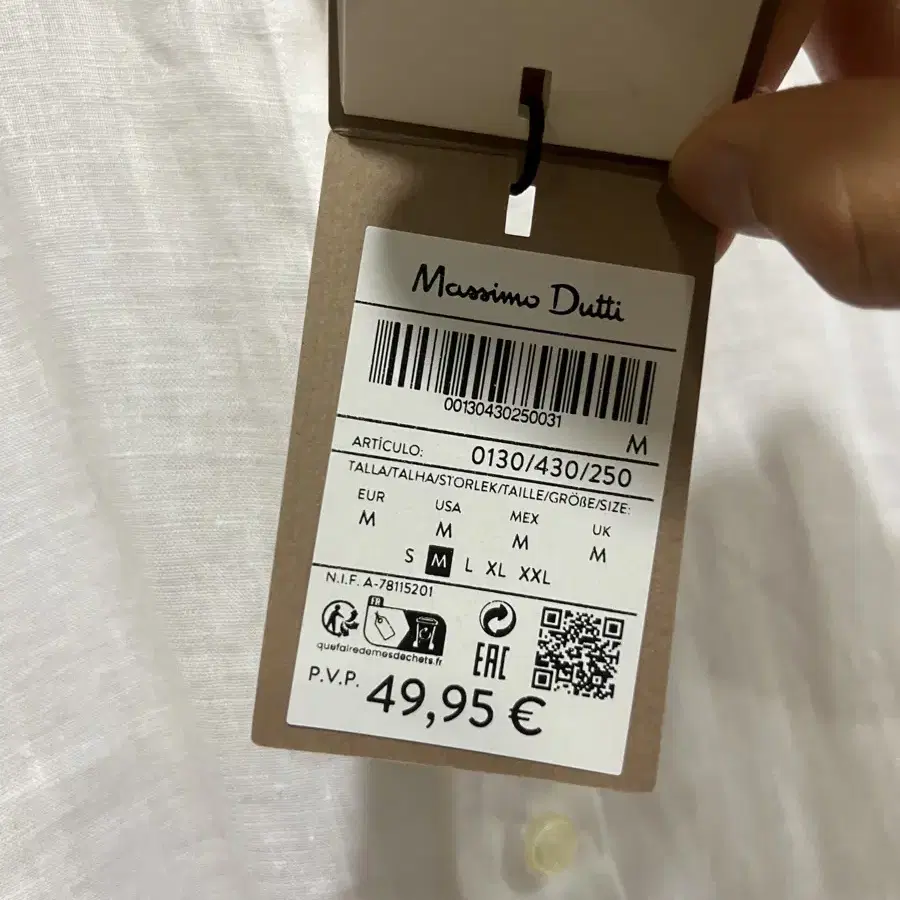 Massimo Dutti
00130430250031
M
ARTÍCULO: 0130/430/250
TALLA/TALHA/STORLEK/TAILLE/GRÖßE/SIZE:
EUR USA MEX UK
M M M M
S M L XL XXL
N.I.F. A-78115201
FR
quefairedemesdechets.fr
EAC
P.V.P. 49,95 €